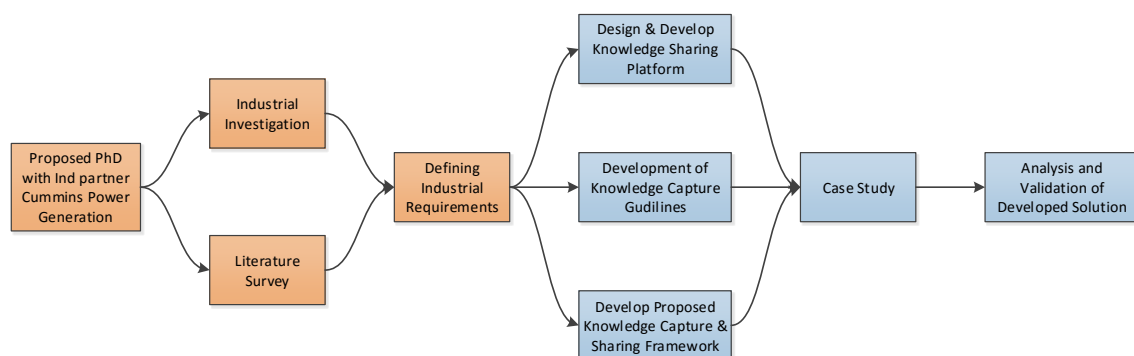 Proposed PhD
with Ind partner
Cummins Power
Generation
Industrial
Investigation
Literature
Survey
Defining
Industrial
Requirements
Design & Develop
Knowledge Sharing
Platform
Development of
Knowledge Capture
Gudilines
Develop Proposed
Knowledge Capture &
Sharing Framework
Case Study
Analysis and
Validation of
Developed Solution